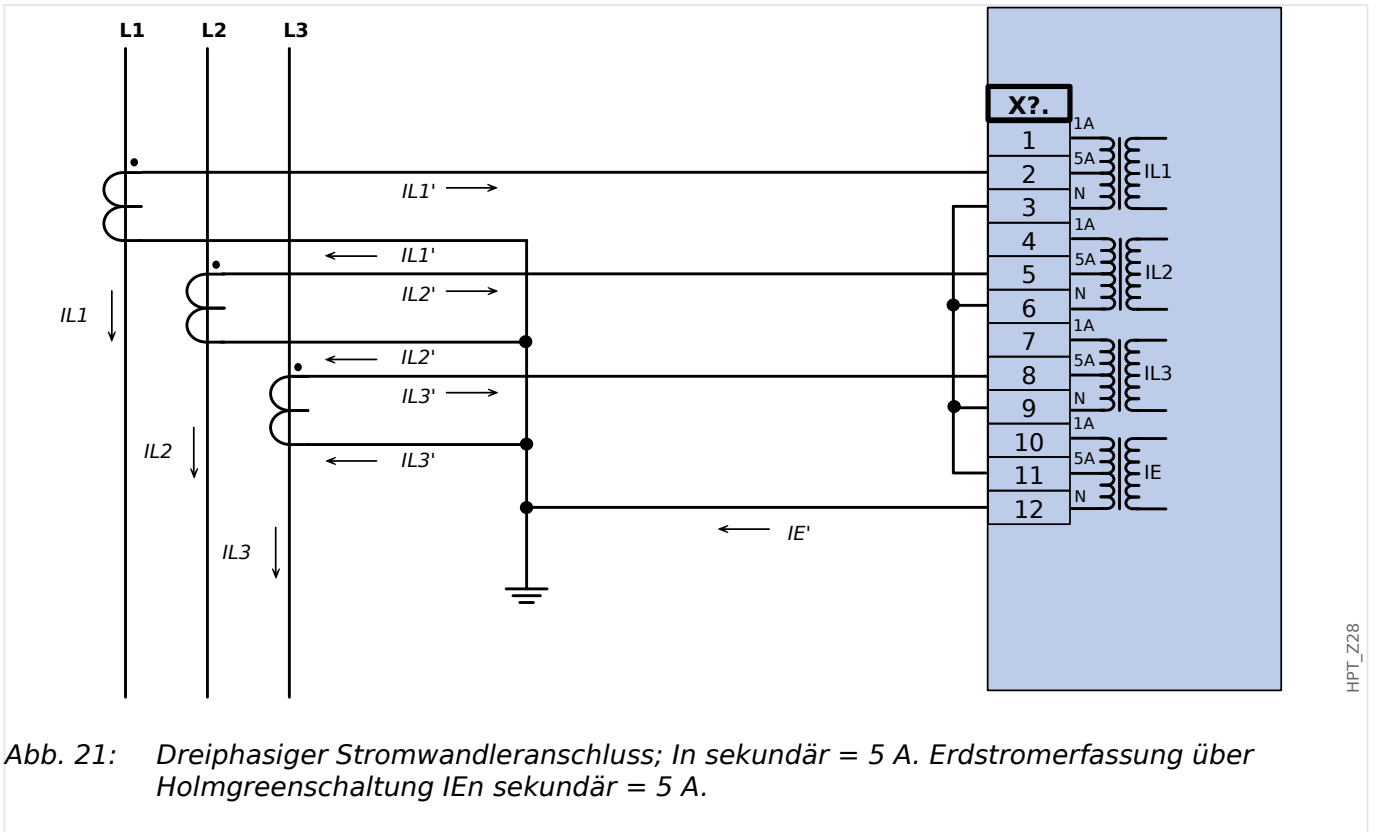 L1 L2 L3
X?.
1
2
3
4
5
6
7
8
9
10
11
12
1A
5A
N
IL1
1A
5A
N
IL2
1A
5A
N
IL3
1A
5A
N
IE
IL1'
IL1'
IL2'
IL2'
IL3'
IL3'
IE'
IL1
IL2
IL3
HPT_Z28
Abb. 21: Dreiphasiger Stromwandleranschluss; In sekundär = 5 A. Erdstromerfassung über
Holmgreenschaltung IEn sekundär = 5 A.